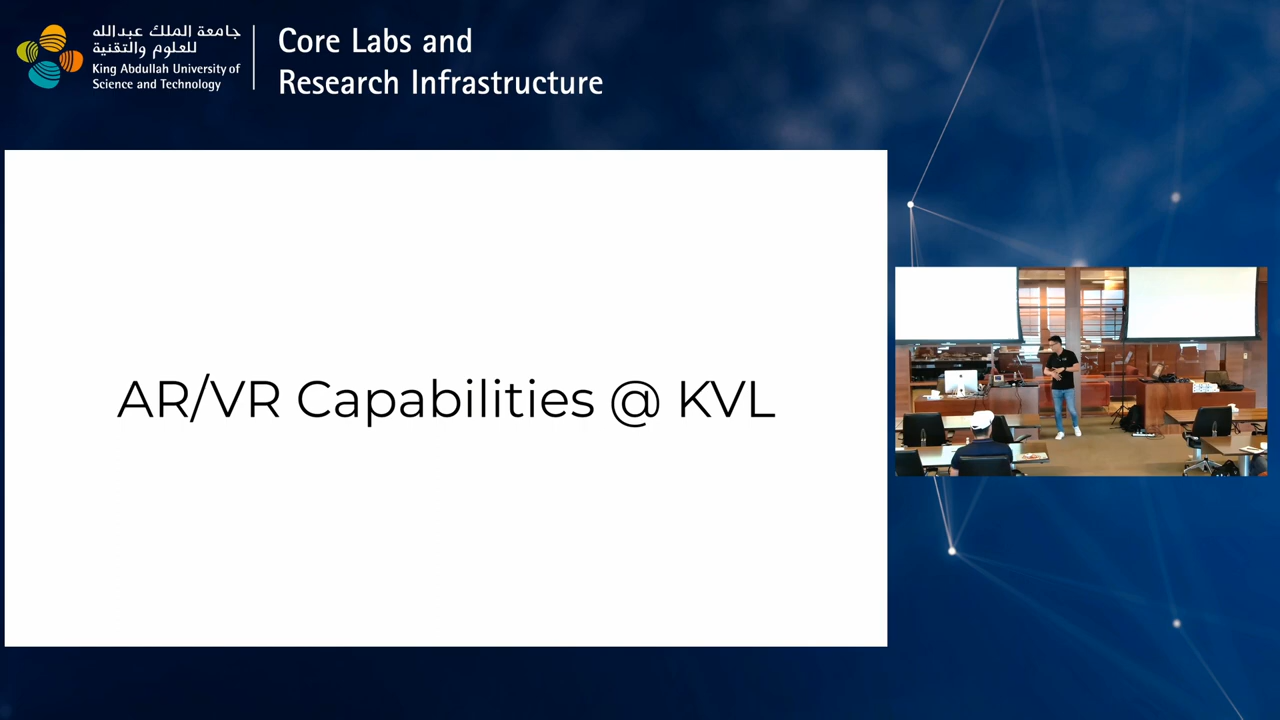 جامعة الملك عبدالله
للعلوم والتقنية
King Abdullah University of
Science and Technology
Core Labs and
Research Infrastructure
AR/VR Capabilities @ KVL